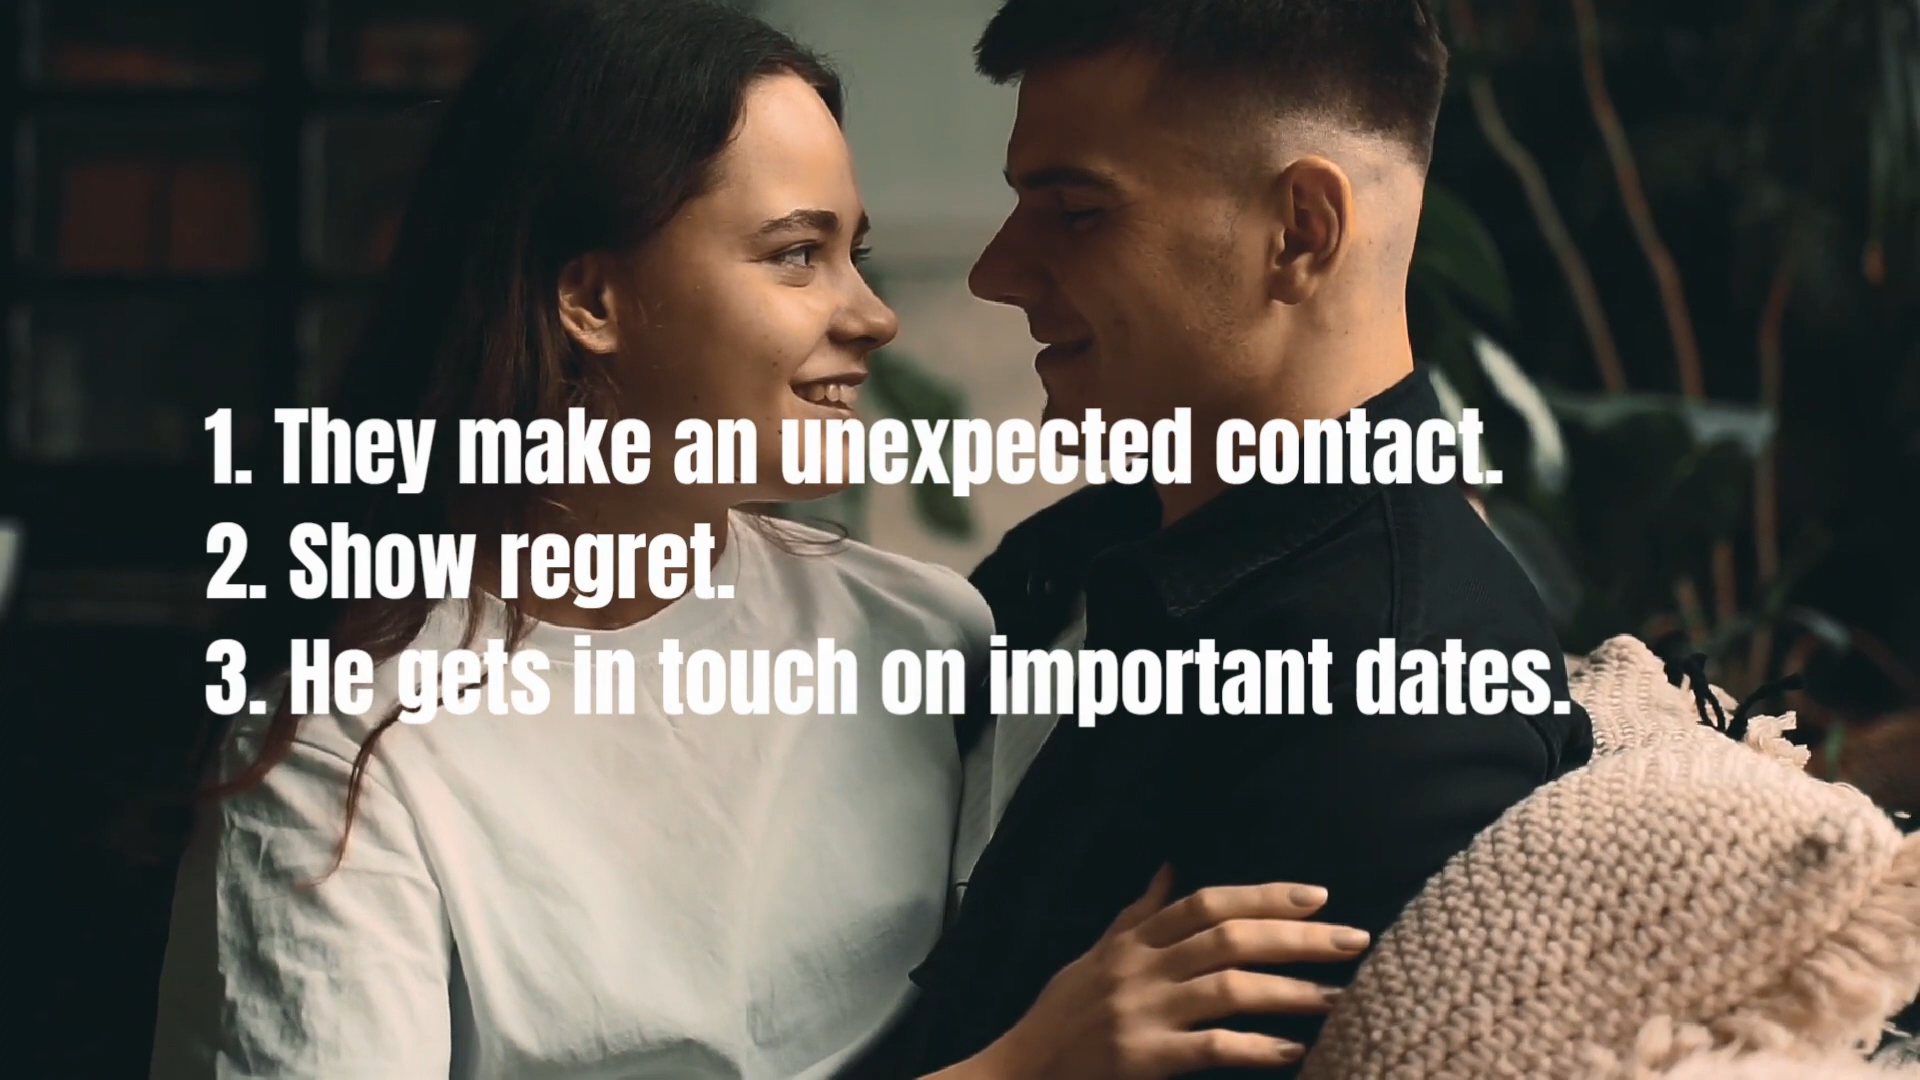 1. They make an unexpected contact.
2. Show regret.
3. He gets in touch on important dates.